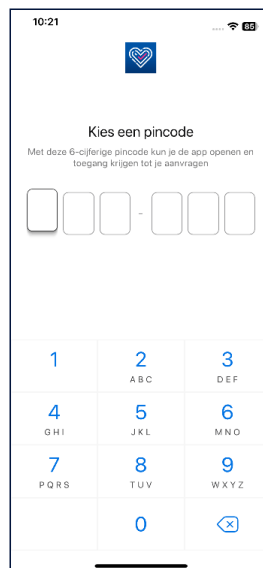 10:21
85
Kies een pincode
Met deze 6-cijferige pincode kun je de app openen en
toegang krijgen tot je aanvragen
-
1
2
3
ABC
DEF
4
5
6
GHI
JKL
MNO
7
8
9
PQRS
TUV
WXYZ
0